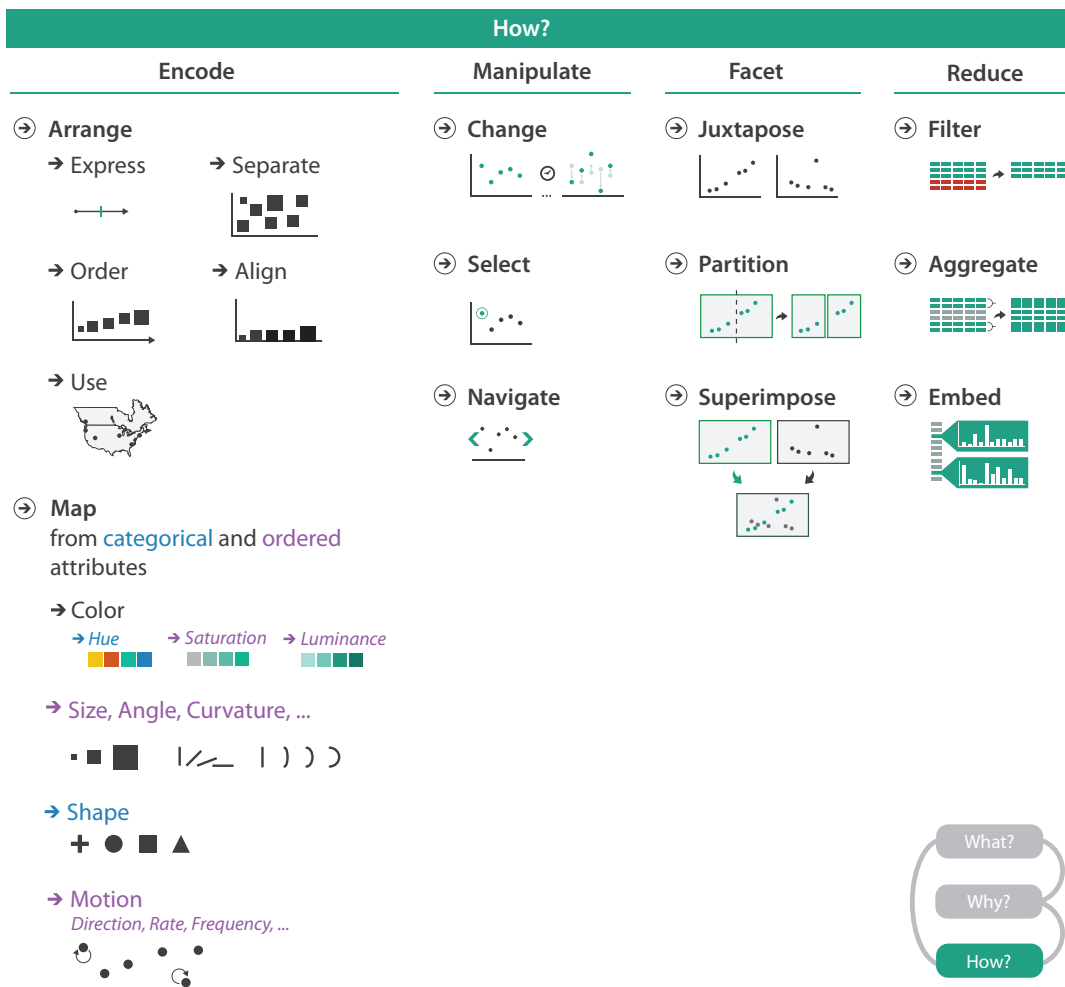 How?
Encode
Manipulate
Facet
Reduce
Arrange
Express
Separate
Order
Align
Use
Map
from categorical and ordered
attributes
Color
Hue
Saturation
Luminance
Size, Angle, Curvature, ...
Shape
Motion
Direction, Rate, Frequency, ...
Change
...
Select
Navigate
Juxtapose
Partition
Superimpose
Filter
Aggregate
Embed
What?
Why?
How?